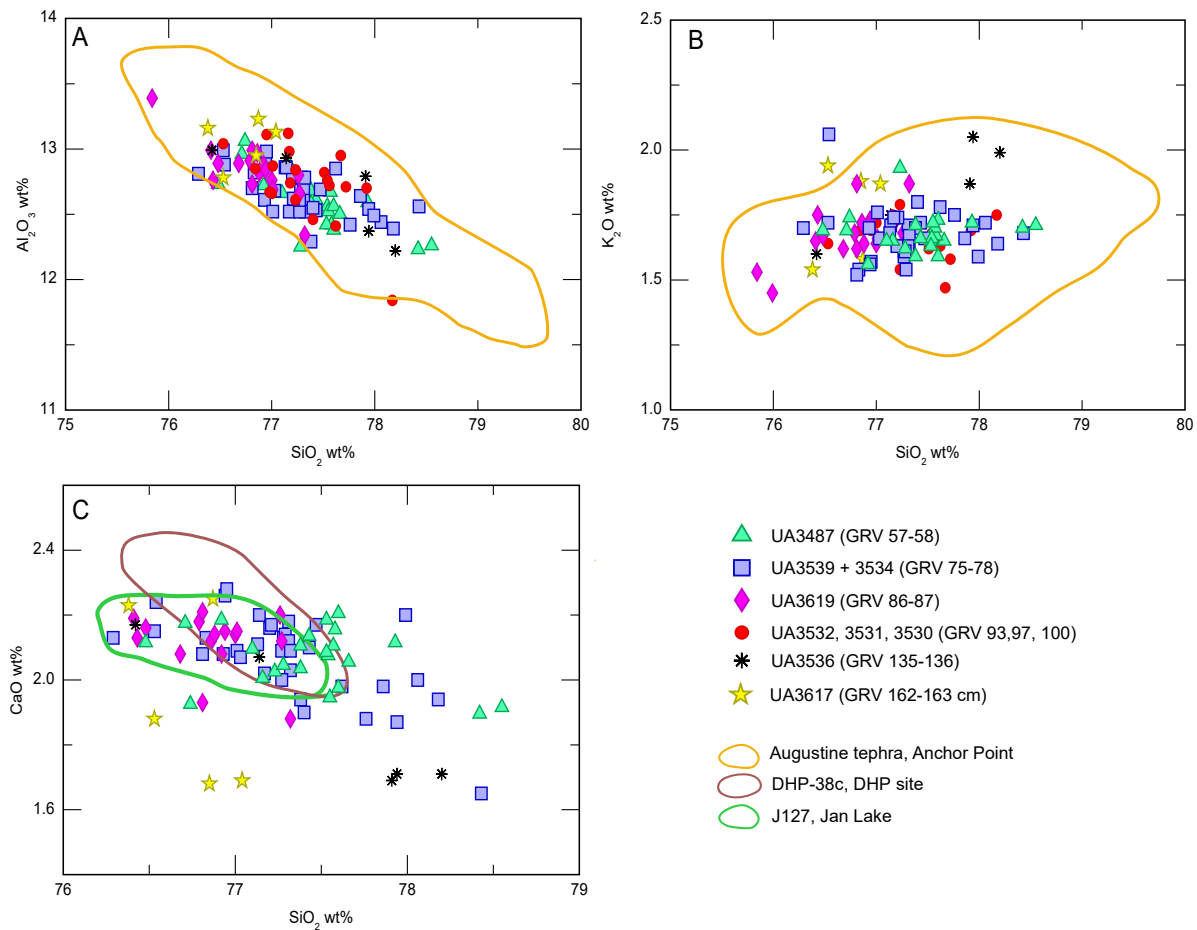 A
14
13
12
11
Al2O3 wt%
75
76
77
78
79
80
SiO2 wt%
B
2.5
2.0
1.5
1.0
K2O wt%
75
76
77
78
79
80
SiO2 wt%
C
2.4
2.0
1.6
CaO wt%
76
77
78
79
SiO2 wt%
UA3487 (GRV 57-58)
UA3539 + 3534 (GRV 75-78)
UA3619 (GRV 86-87)
UA3532, 3531, 3530 (GRV 93,97, 100)
UA3536 (GRV 135-136)
UA3617 (GRV 162-163 cm)
Augustine tephra, Anchor Point
DHP-38c, DHP site
J127, Jan Lake